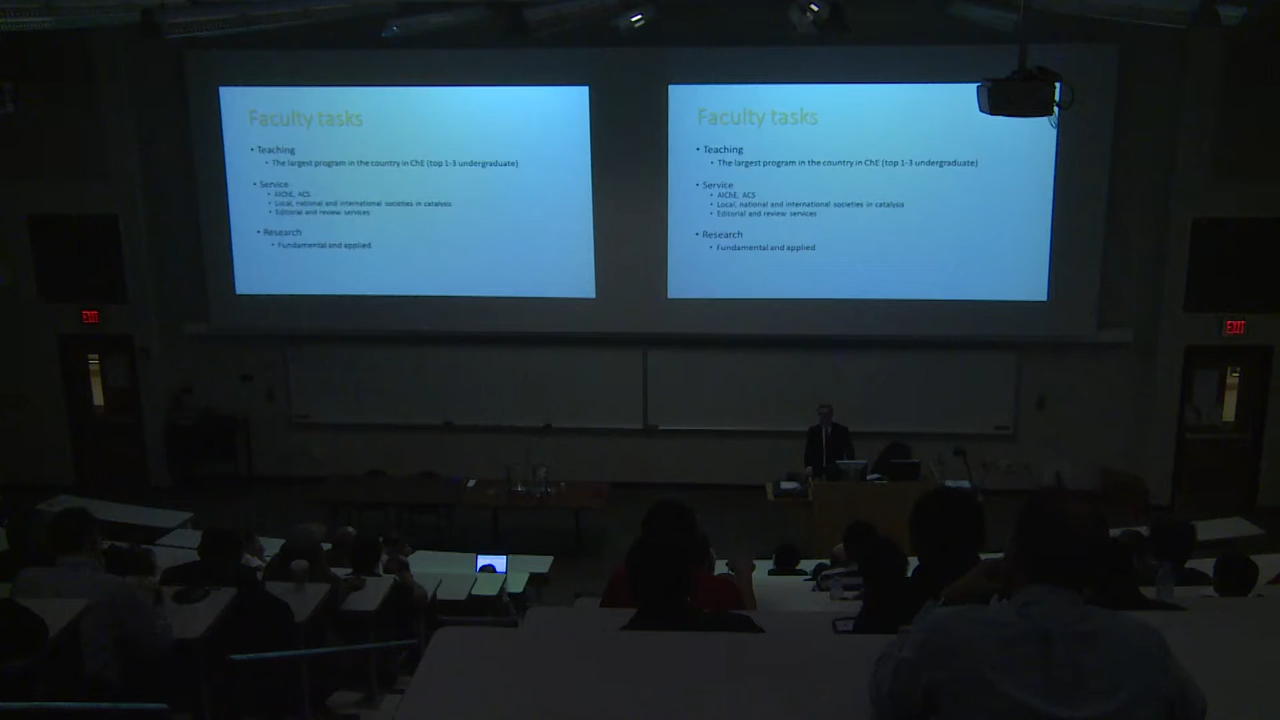 Faculty tasks
• Teaching
• The largest program in the country in ChE (top 1-3 undergraduate)
• Service
• AIChE, ACS
• Local, national and international societies in catalysis
• Editorial and review services
• Research
• Fundamental and applied
Faculty tasks
• Teaching
• The largest program in the country in ChE (top 1-3 undergraduate)
• Service
• AIChE, ACS
• Local, national and international societies in catalysis
• Editorial and review services
• Research
• Fundamental and applied
EXIT
EXIT